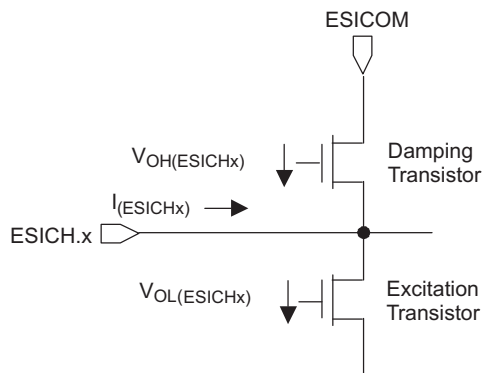 ESICOM
VOH(ESICHx)
Damping
Transistor
I(ESICHx)
ESICH.x
VOL(ESICHx)
Excitation
Transistor